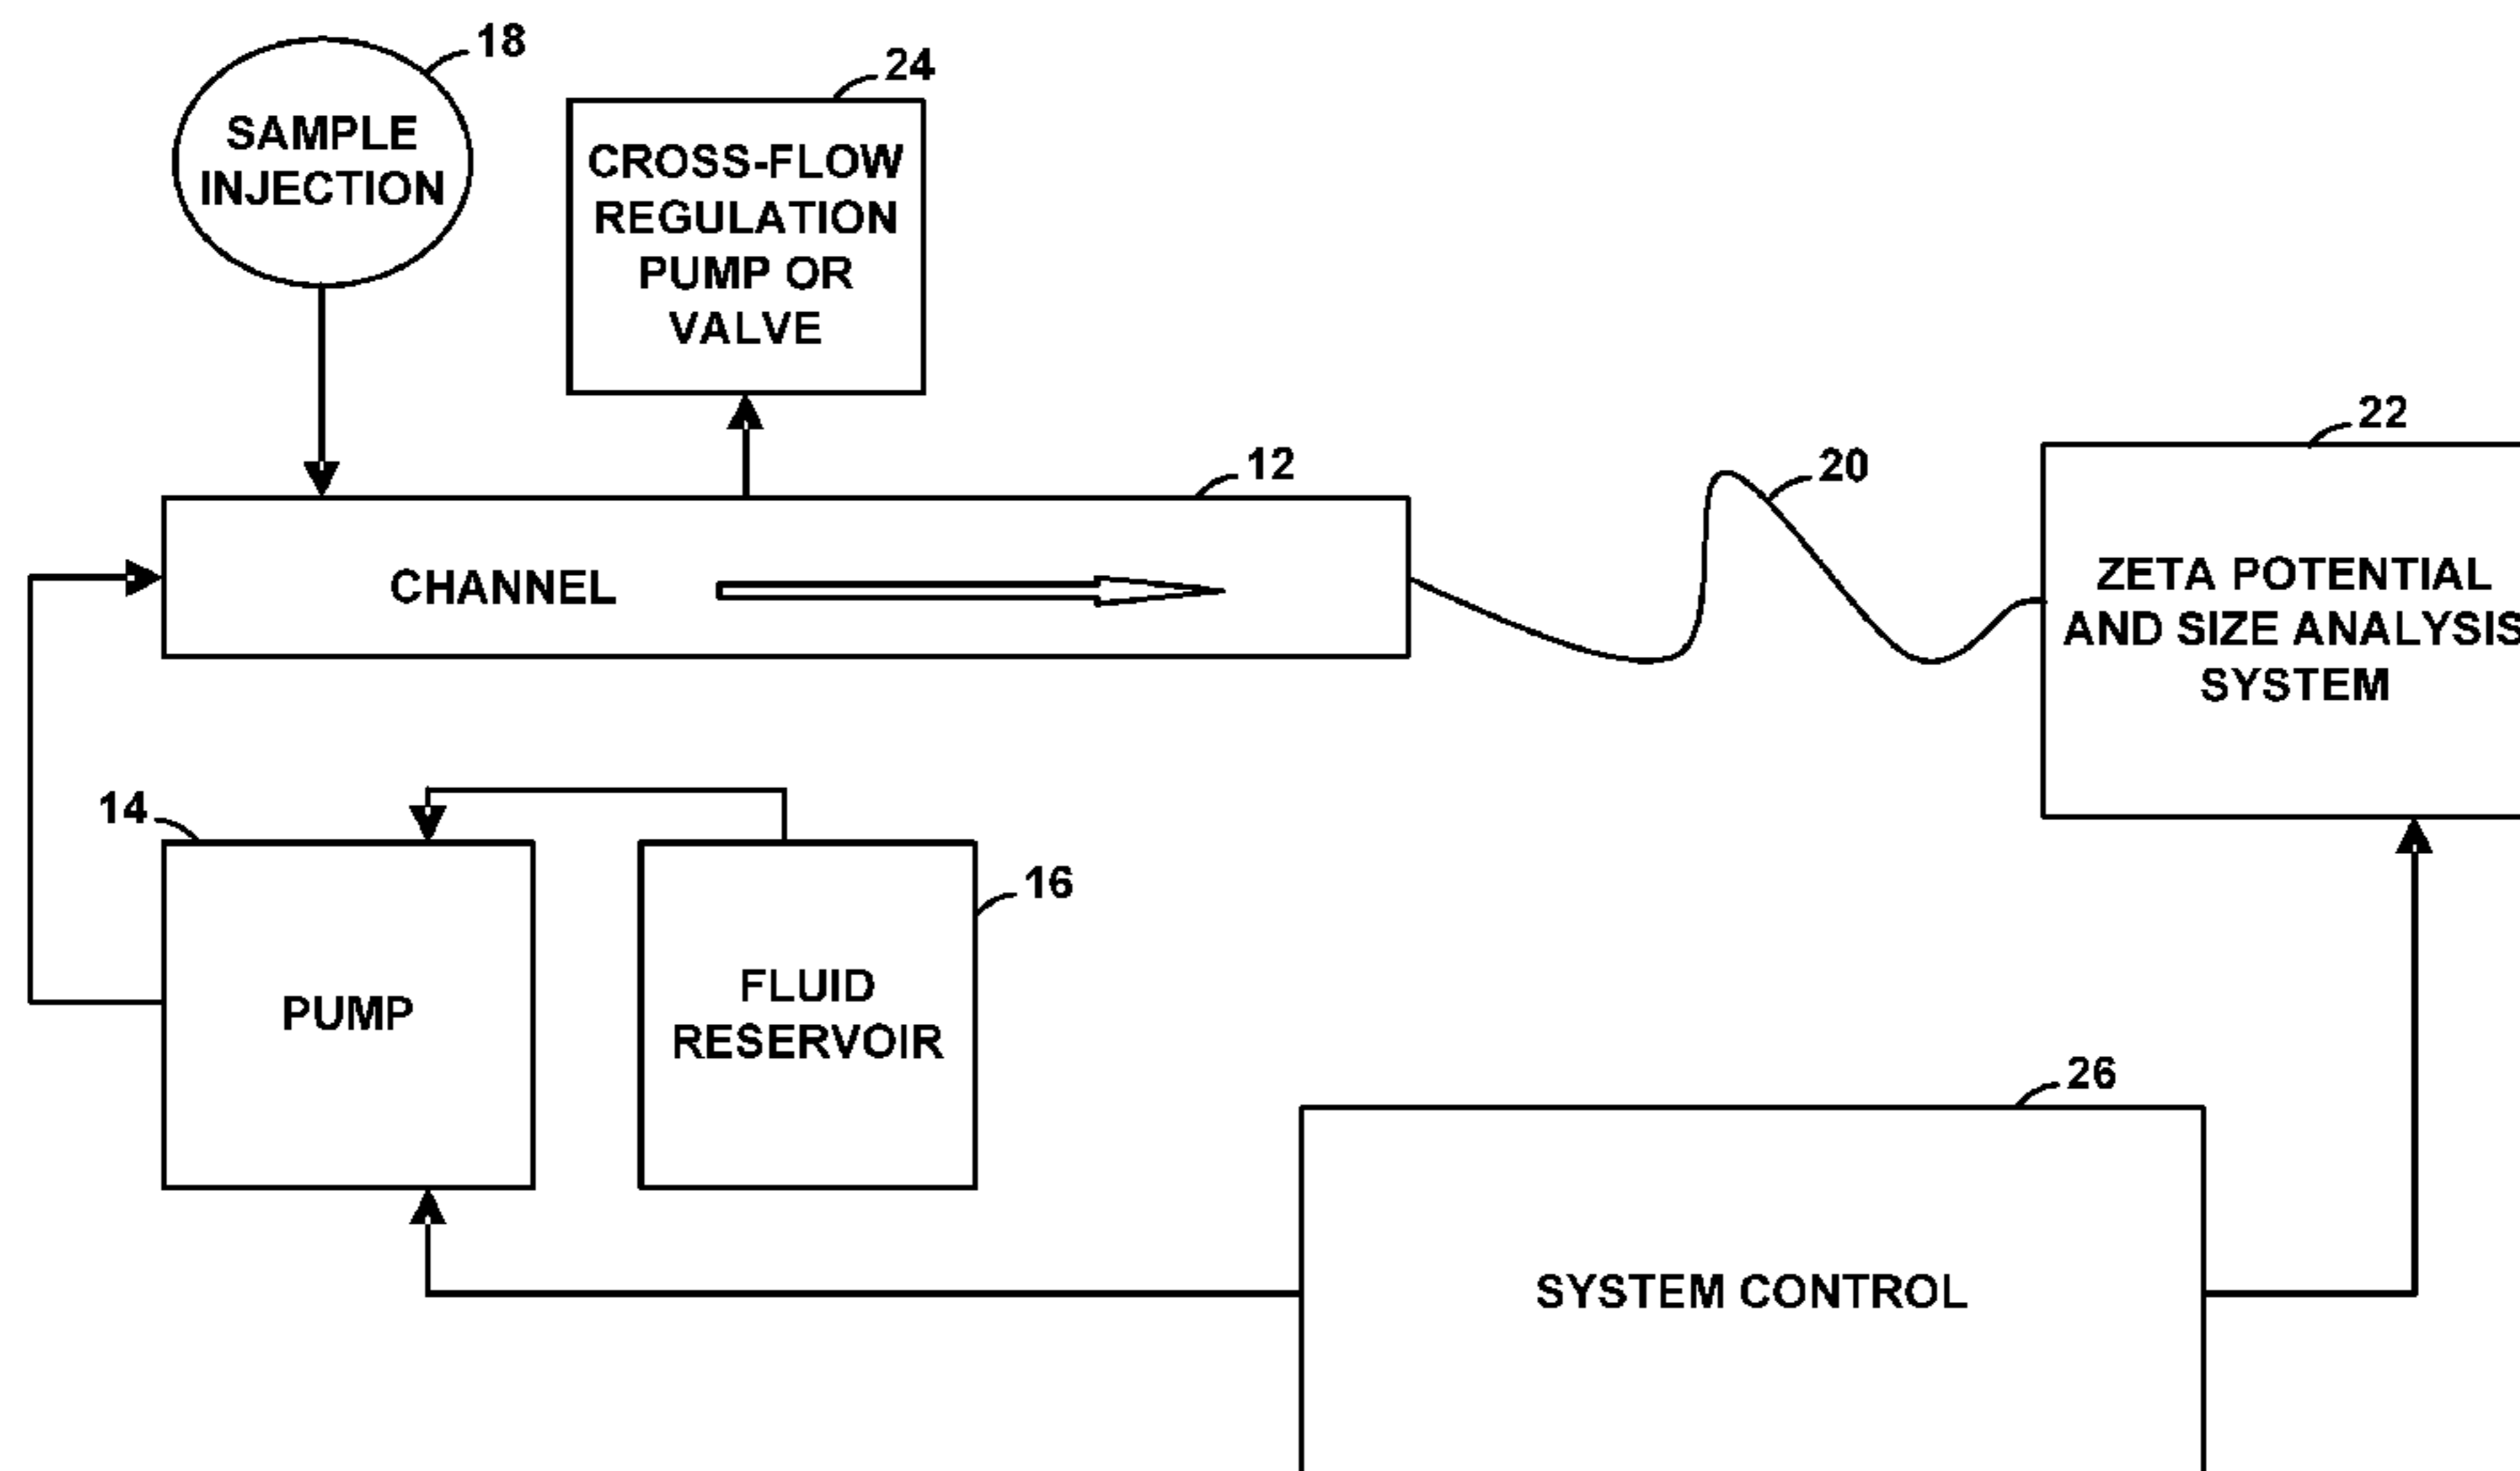 18
SAMPLE
INJECTION
24
CROSS-FLOW
REGULATION
PUMP OR
VALVE
12
CHANNEL
20
22
ZETA POTENTIAL
AND SIZE ANALYSIS
SYSTEM
14
PUMP
16
FLUID
RESERVOIR
26
SYSTEM CONTROL